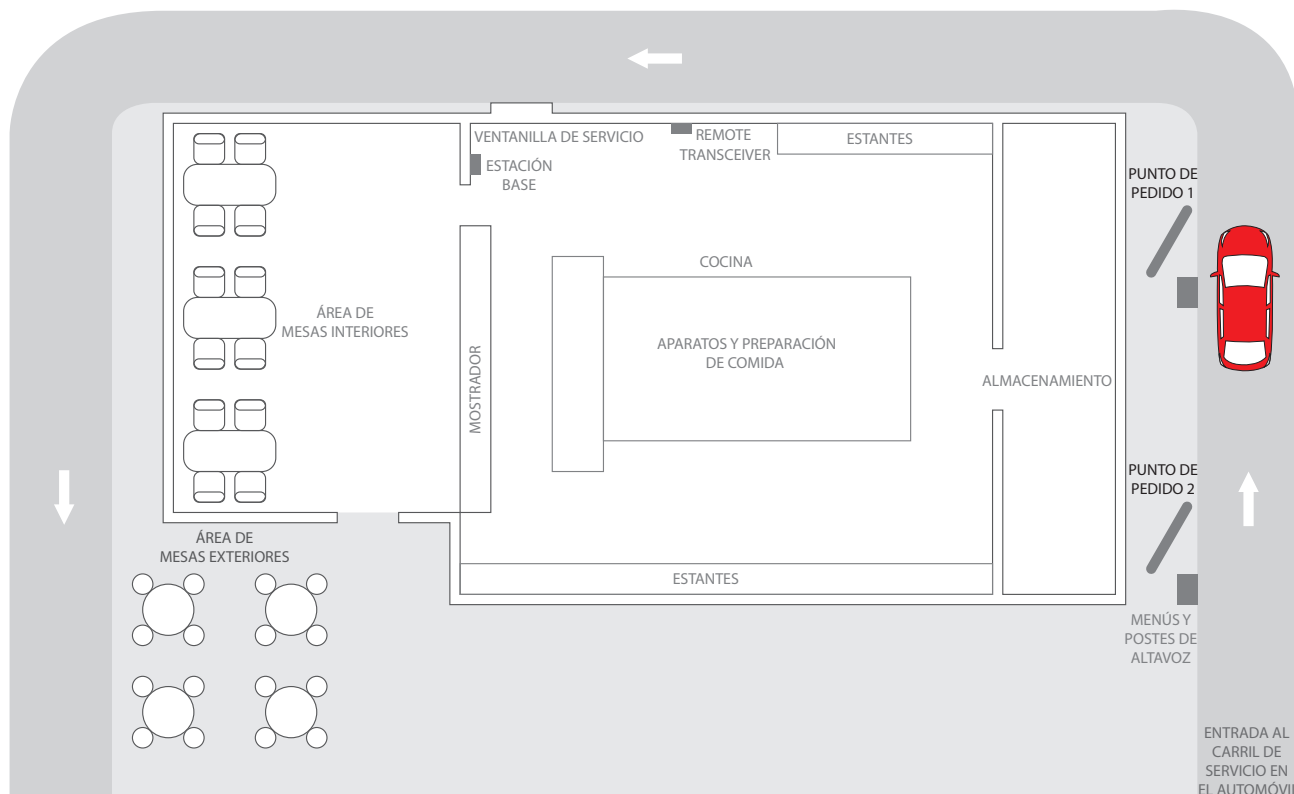 VENTANILLA DE SERVICIO
REMOTE
TRANSCEIVER
ESTANTES
ESTACIÓN
BASE
PUNTO DE
PEDIDO 1
COCINA
ÁREA DE
MESAS INTERIORES
APARATOS Y PREPARACIÓN
DE COMIDA
MOSTRADOR
ALMACENAMIENTO
PUNTO DE
PEDIDO 2
ÁREA DE
MESAS EXTERIORES
ESTANTES
MENÚS Y
POSTES DE
ALTAVOZ
ENTRADA AL
CARRIL DE
SERVICIO EN
EL AUTOMÓVIL